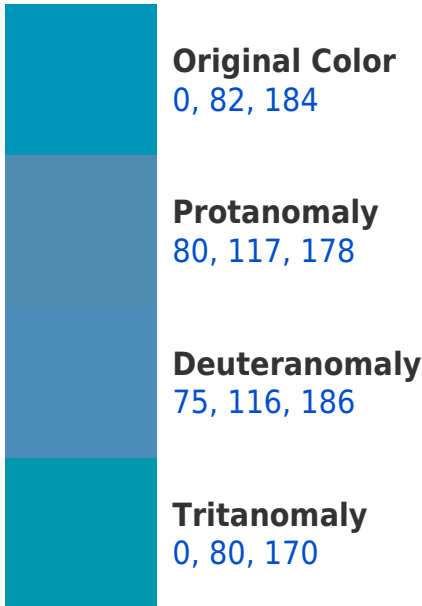 Original Color
0, 82, 184
Protanomaly
80, 117, 178
Deuteranomaly
75, 116, 186
Tritanomaly
0, 80, 170